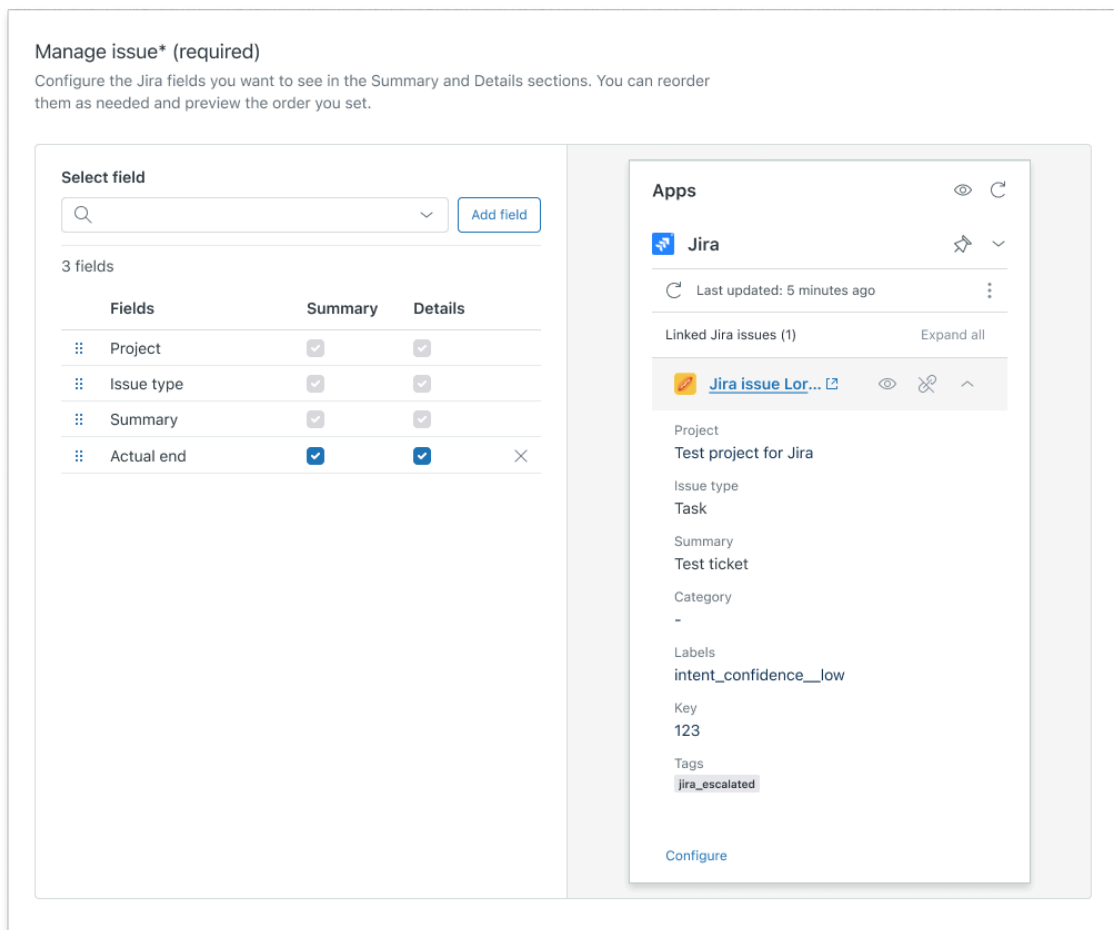 Manage issue* (required)
Configure the Jira fields you want to see in the Summary and Details sections. You can reorder
them as needed and preview the order you set.
Select field
Add field
3 fields
Fields Summary Details
Project
Issue type
Summary
Actual end
Apps
Jira
Last updated: 5 minutes ago
Linked Jira issues (1) Expand all
Jira issue Lor...
Project
Test project for Jira
Issue type
Task
Summary
Test ticket
Category
-
Labels
intent_confidence__low
Key
123
Tags
jira_escalated
Configure